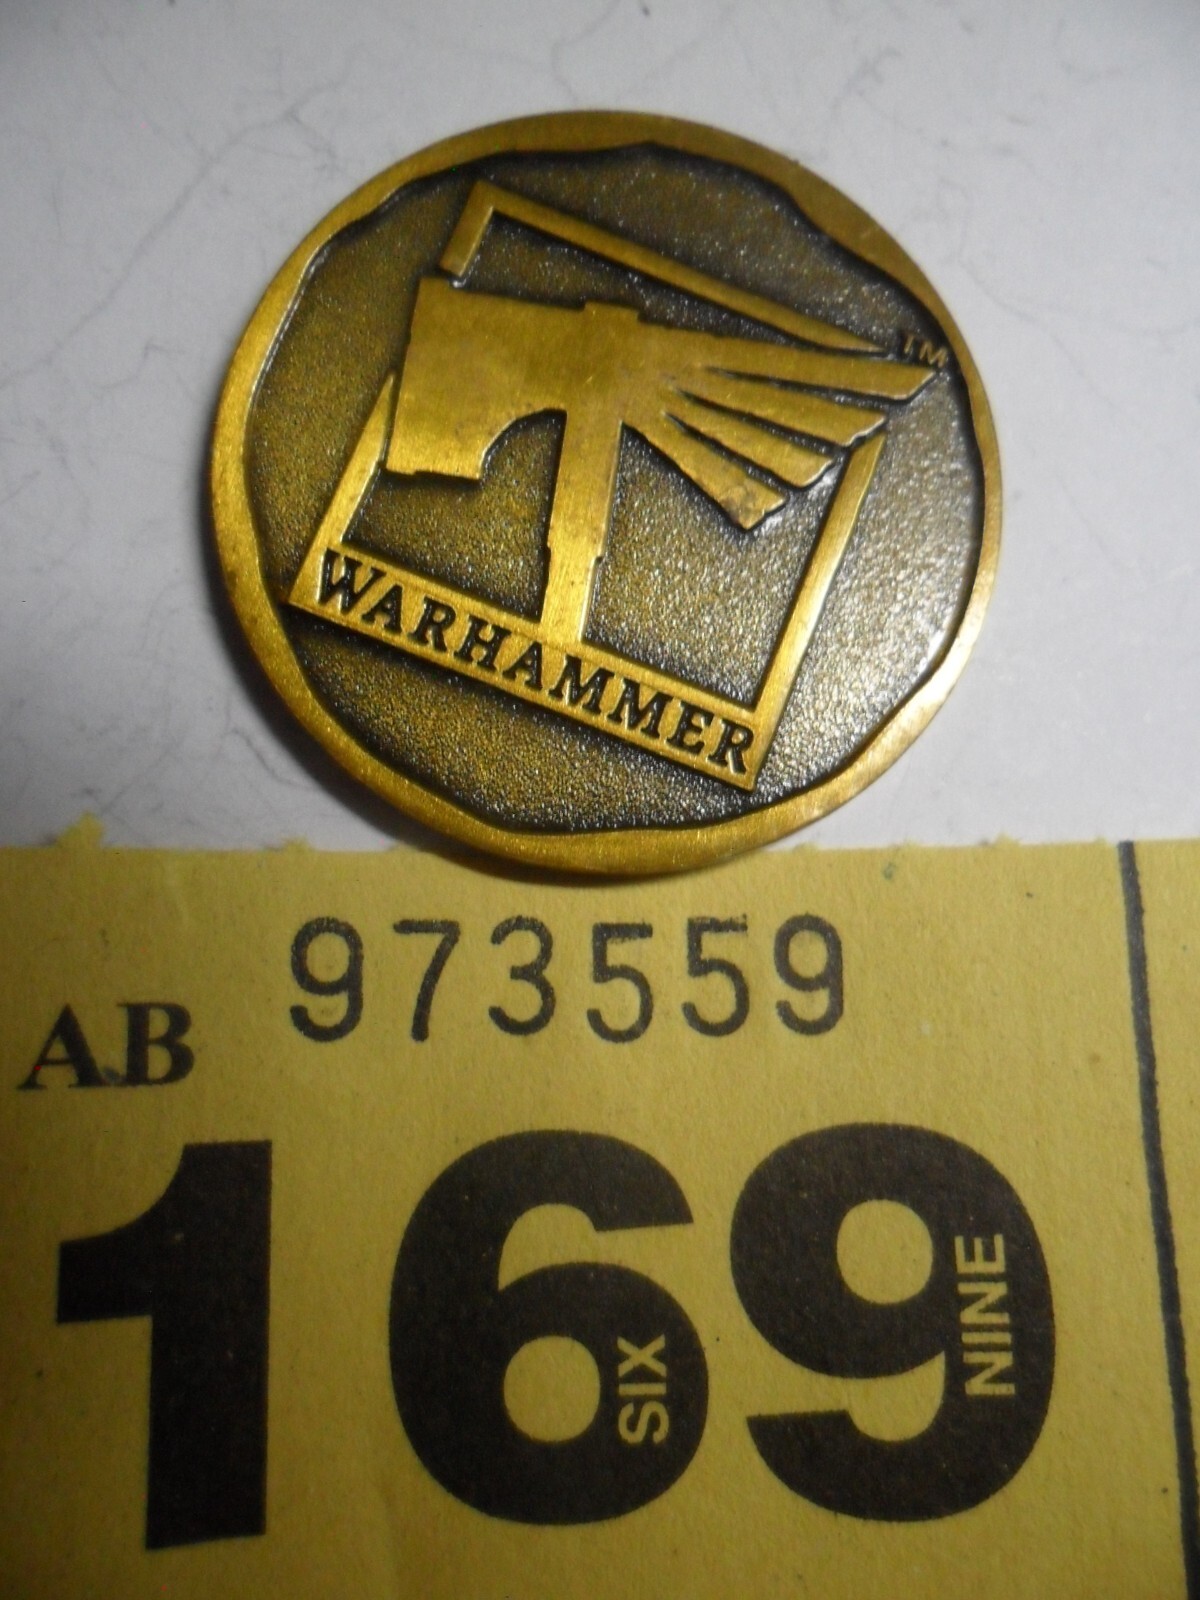 TM
WARHAMMER
973559
AB
169
SIX
NINE